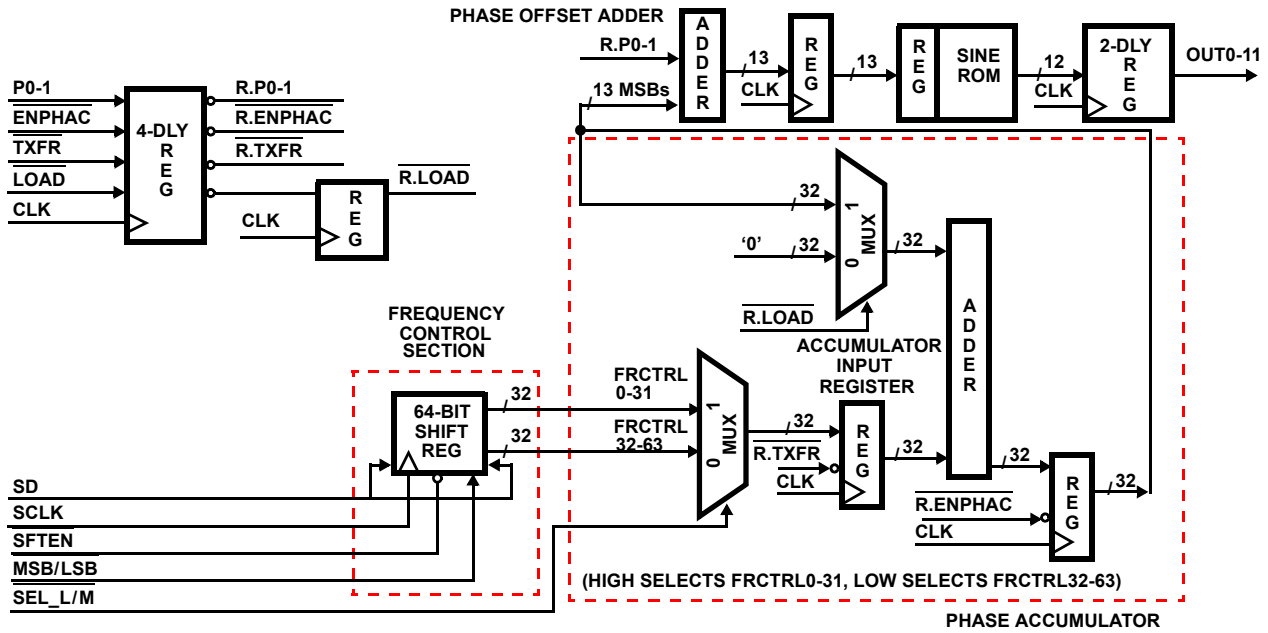 PHASE OFFSET ADDER
R.P0-1
13 MSBs
ADDER
13
CLK
REG
13
REG
SINE
ROM
12
CLK
2-DLY
REG
OUT0-11
P0-1
ENPHAC
TXFR
LOAD
CLK
4-DLY
REG
R.P0-1
R.ENPHAC
R.TXFR
CLK
REG
R.LOAD
32
'0'
32
1
0
MUX
32
R.LOAD
ADDER
FREQUENCY
CONTROL
SECTION
64-BIT
SHIFT
REG
32
32
FRCTRL
0-31
FRCTRL
32-63
1
0
MUX
ACCUMULATOR
INPUT
REGISTER
32
R.TXFR
CLK
REG
32
32
R.ENPHAC
CLK
REG
32
SD
SCLK
SFTEN
MSB/LSB
SEL_L/M
(HIGH SELECTS FRCTRL0-31, LOW SELECTS FRCTRL32-63)
PHASE ACCUMULATOR